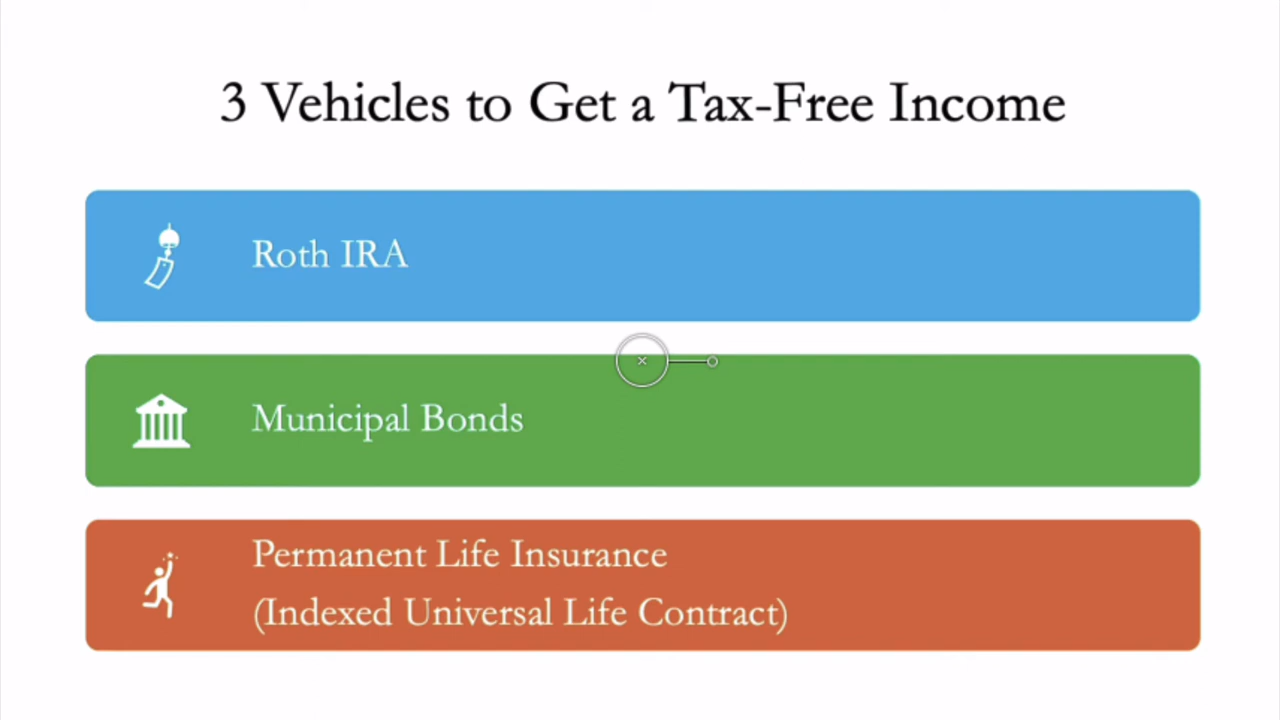 3 Vehicles to Get a Tax-Free Income
Roth IRA
Municipal Bonds
Permanent Life Insurance
(Indexed Universal Life Contract)